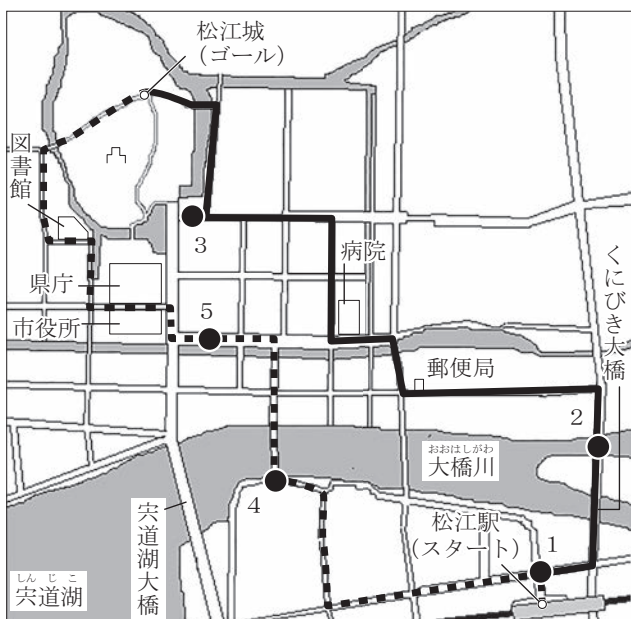 松江城
(ゴール)
図書館
3
病院
県庁
市役所
5
くにびき大橋
郵便局
2
おおはしがわ
大橋川
4
宍道湖大橋
松江駅
(スタート)
1
しんじこ
宍道湖